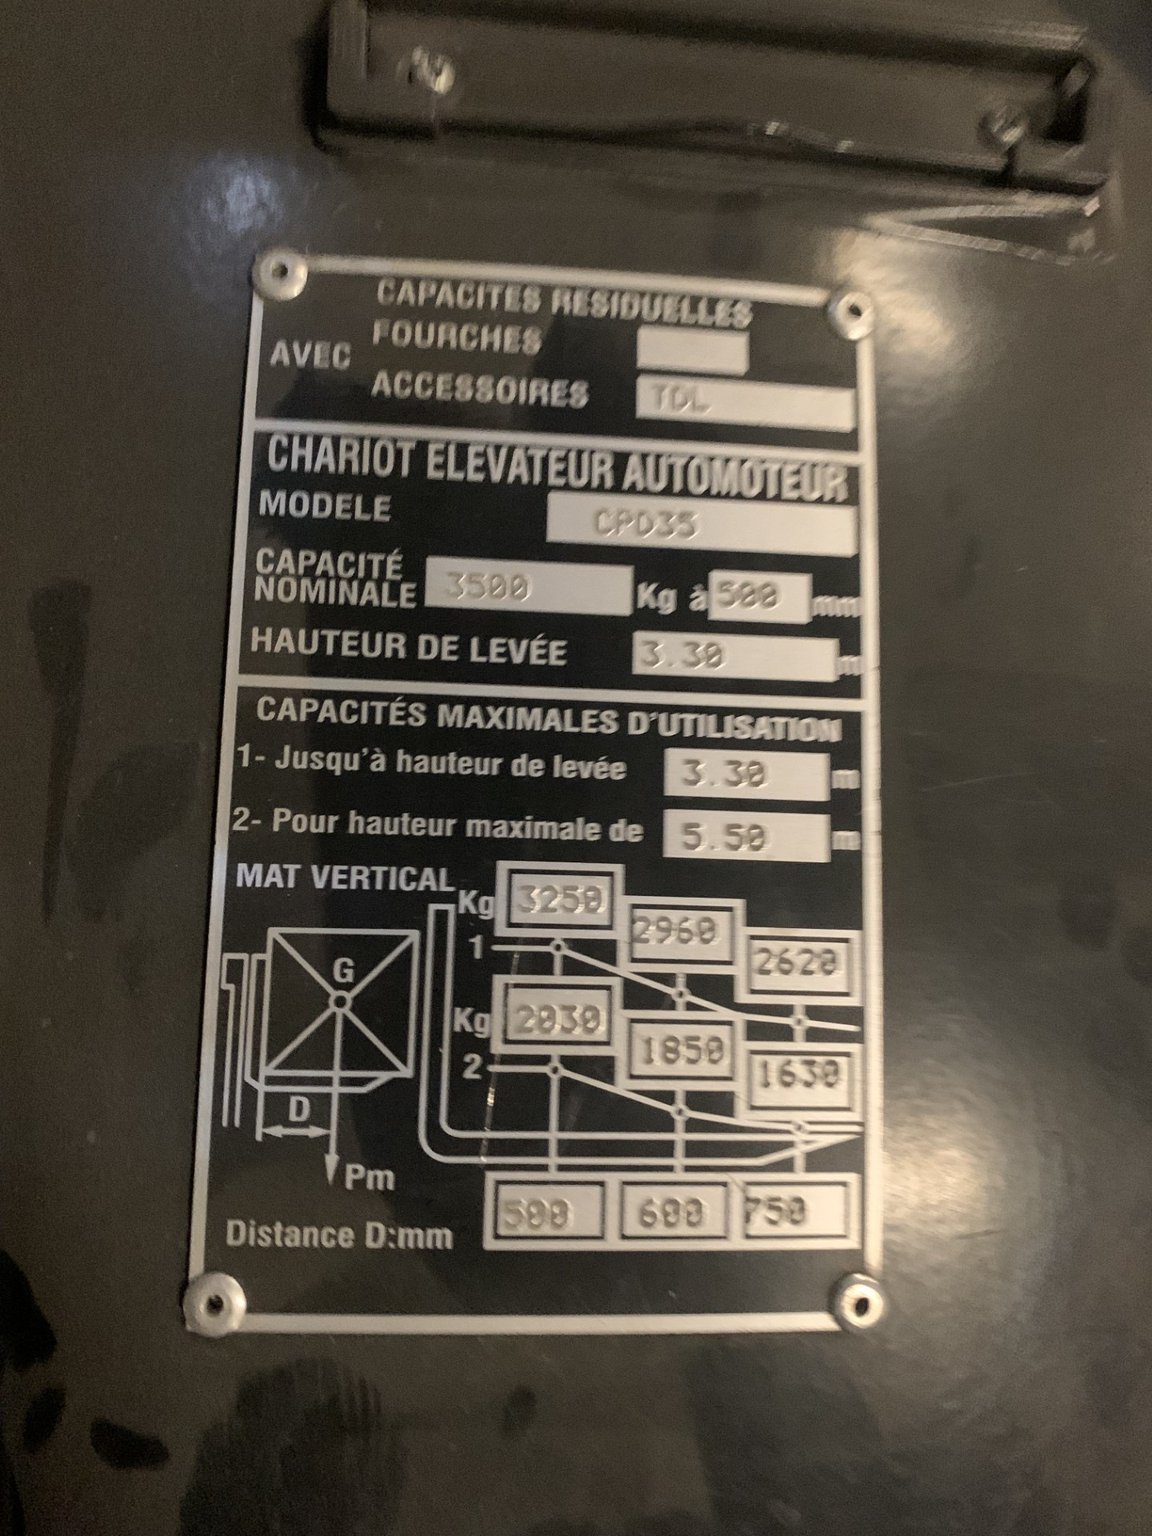 CAPACITES RESIDUELLES
AVEC FOURCHES
ACCESSOIRES TDL
CHARIOT ELEVATEUR AUTOMOTEUR
MODELE CPD35
CAPACITÉ NOMINALE 3500 Kg à 500 mm
HAUTEUR DE LEVÉE 3.30 m
CAPACITÉS MAXIMALES D'UTILISATION
1- Jusqu'à hauteur de levée 3.30 m
2- Pour hauteur maximale de 5.50 m
MAT VERTICAL
Kg 3250 2960 2620
1
G
Kg 2030 1850 1630
2
D
Pm
Distance D:mm 500 600 750